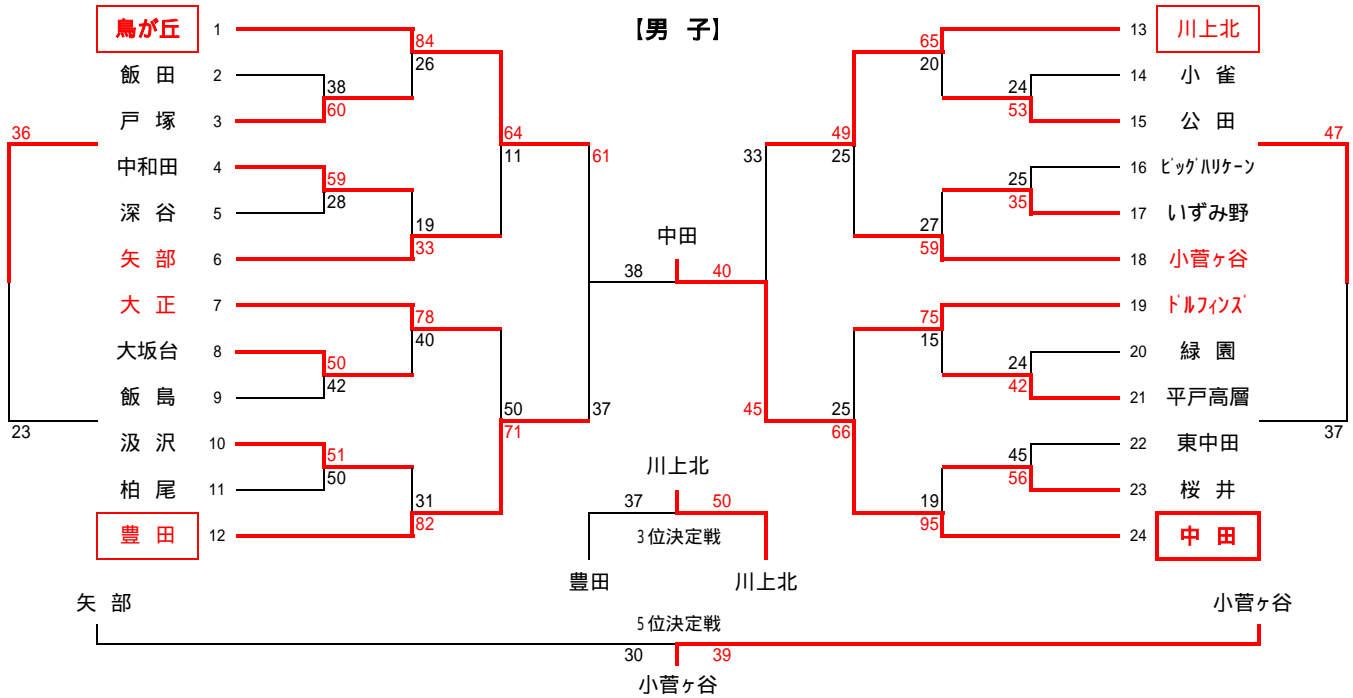 【男 子】
鳥が丘 1 84 65 13 川上北
26 20
飯 田 2 38 24 14 小 雀
戸 塚 3 60 53 15 公 田
36 64 61 33 49 47
11 25
中和田 4 59 25 16 ビッグハリケーン
深 谷 5 28 35 17 いずみ野
19 27
矢 部 6 33 59 18 小菅ヶ谷
中田
38 40
大 正 7 78 75 19 ドルフィンズ
40 15
大坂台 8 50 24 20 緑 園
飯 島 9 42 42 21 平戸高層
23 50 37 45 25 37
71 66
汲 沢 10 51 45 22 東中田
柏 尾 11 50 56 23 桜 井
31 19
豊 田 12 82 95 24 中 田
川上北
37 50
3位決定戦
豊田 川上北
矢 部 小菅ヶ谷
5位決定戦
30 39
小菅ヶ谷